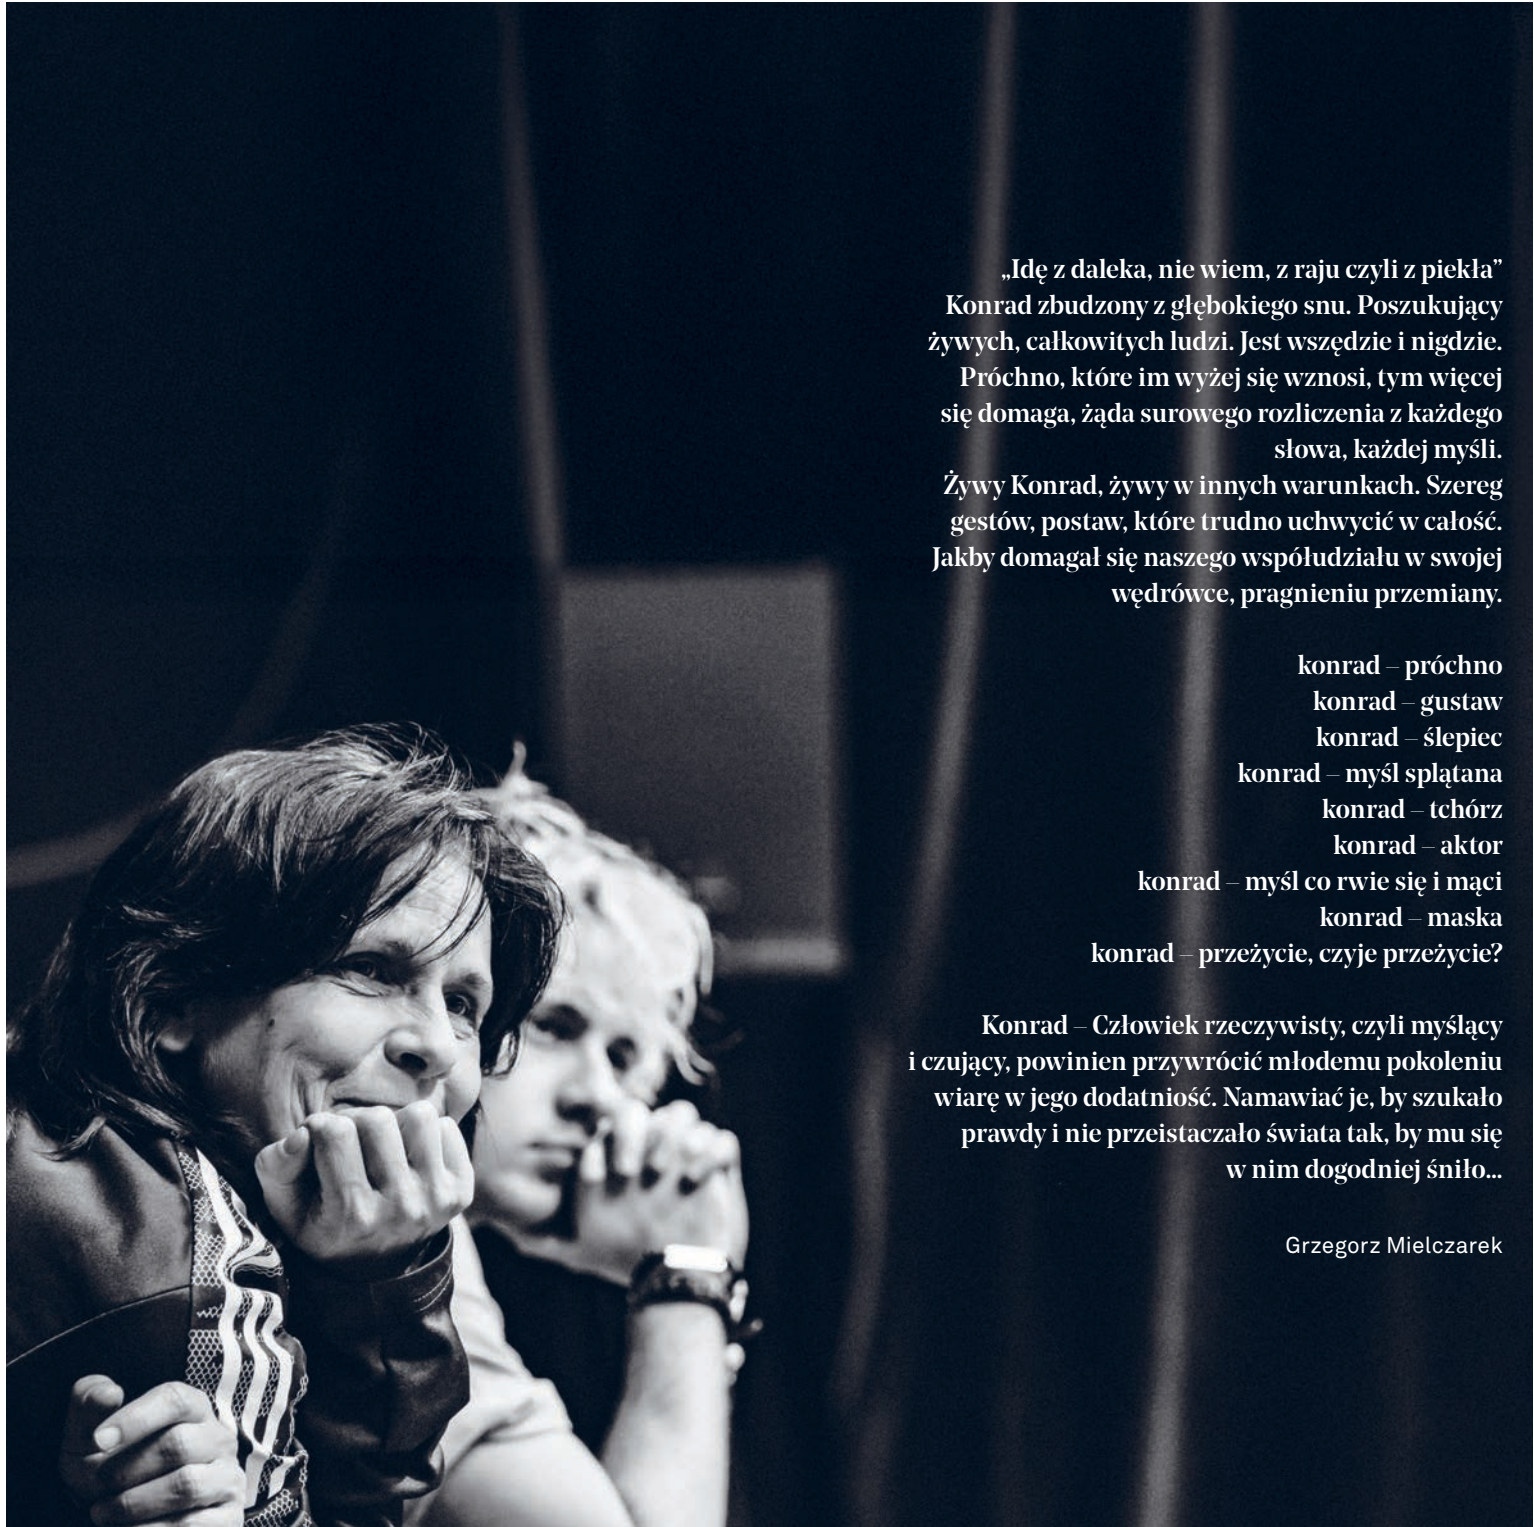 „Idę z daleka, nie wiem, z raju czyli z piekła”
Konrad zbudzony z głębokiego snu. Poszukujący
żywych, całkowitych ludzi. Jest wszędzie i nigdzie.
Próchno, które im wyżej się wznosi, tym więcej
się domaga, żąda surowego rozliczenia z każdego
słowa, każdej myśli.
Żywy Konrad, żywy w innych warunkach. Szereg
gestów, postaw, które trudno uchwycić w całość.
Jakby domagał się naszego współudziału w swojej
wędrówce, pragnieniu przemiany.
konrad – próchno
konrad – gustaw
konrad – ślepiec
konrad – myśl splątana
konrad – tchórz
konrad – aktor
konrad – myśl co rwie się i mąci
konrad – maska
konrad – przeżycie, czyje przeżycie?
Konrad – Człowiek rzeczywisty, czyli myślący
i czujący, powinien przywrócić młodemu pokoleniu
wiarę w jego dodatniość. Namawiać je, by szukało
prawdy i nie przeistaczało świata tak, by mu się
w nim dogodniej śniło...
Grzegorz Mielczarek